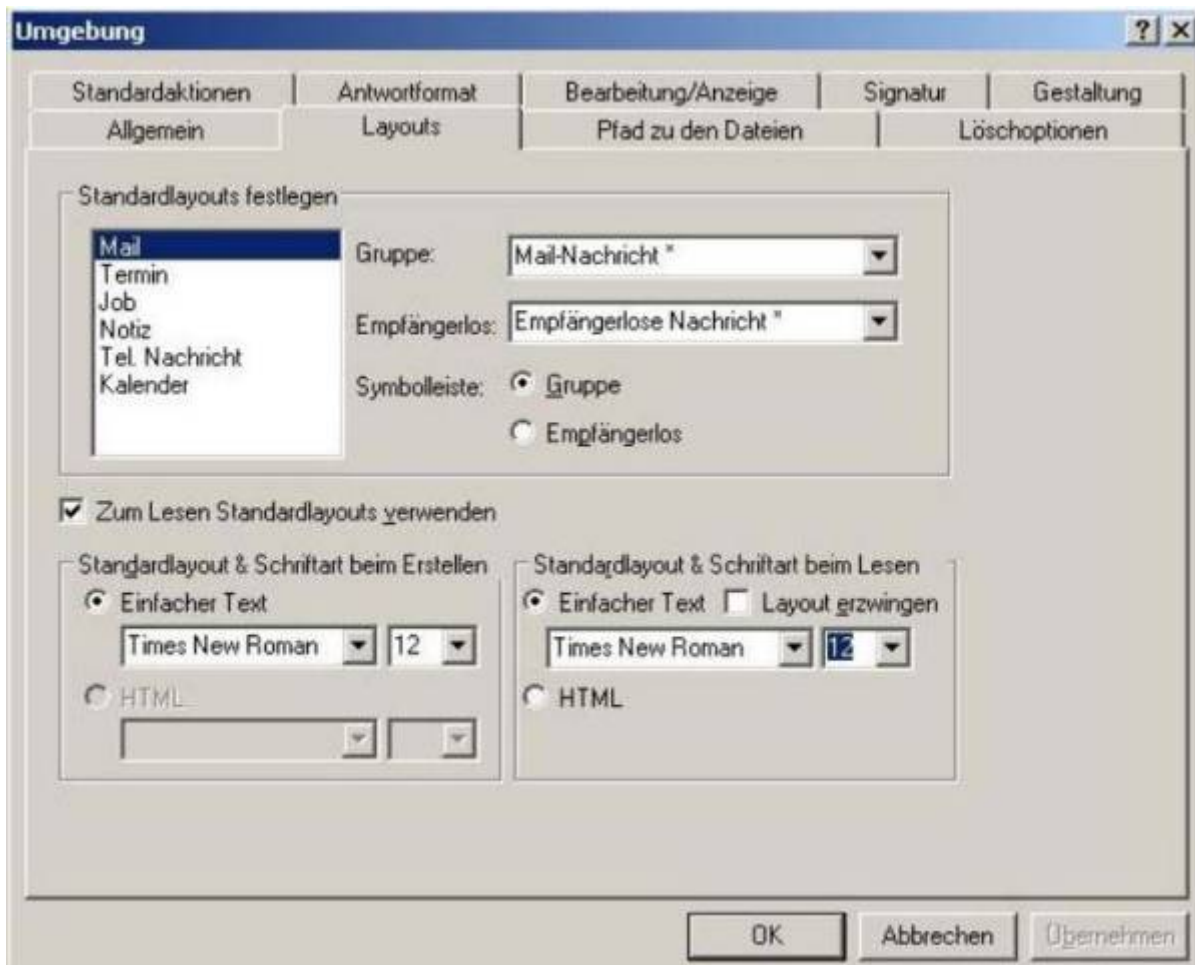 Umgebung
Standardaktionen Antwortformat Bearbeitung/Anzeige Signatur Gestaltung
Allgemein Layouts Pfad zu den Dateien Löschoptionen
Standardlayouts festlegen
Mail
Termin
Job
Notiz
Tel. Nachricht
Kalender
Gruppe: Mail-Nachricht *
Empfängerlos: Empfängerlose Nachricht *
Symbolleiste: Gruppe
Empfängerlos
Zum Lesen Standardlayouts verwenden
Standardlayout & Schriftart beim Erstellen
Einfacher Text
Times New Roman 12
HTML
Standardlayout & Schriftart beim Lesen
Einfacher Text Layout erzwingen
Times New Roman 12
HTML
OK Abbrechen Übernehmen